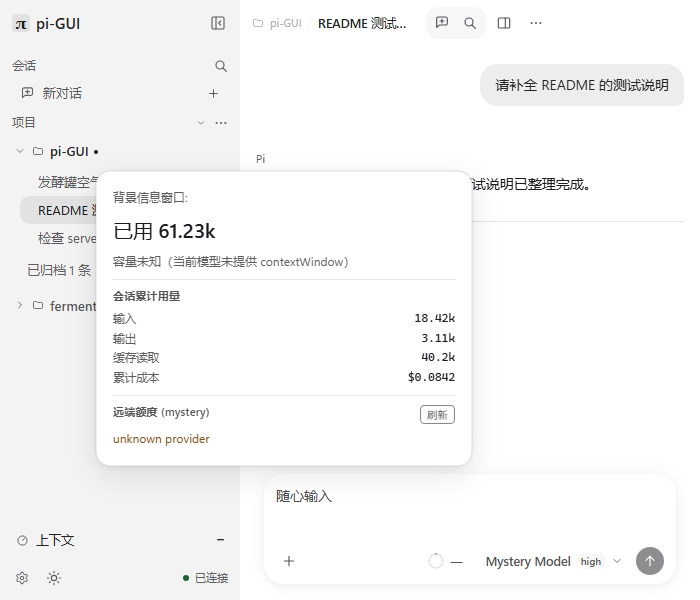 π pi-GUI
会话
新对话
项目
pi-GUI
发酵罐空气
README 测
检查 serve
已归档 1 条
ferment
上下文
已连接
pi-GUI / README 测试...
请补全 README 的测试说明
Pi
试说明已整理完成。
背景信息窗口:
已用 61.23k
容量未知（当前模型未提供 contextWindow）
会话累计用量
输入 18.42k
输出 3.11k
缓存读取 40.2k
累计成本 $0.0842
远端额度 (mystery) 刷新
unknown provider
随心输入
— Mystery Model high